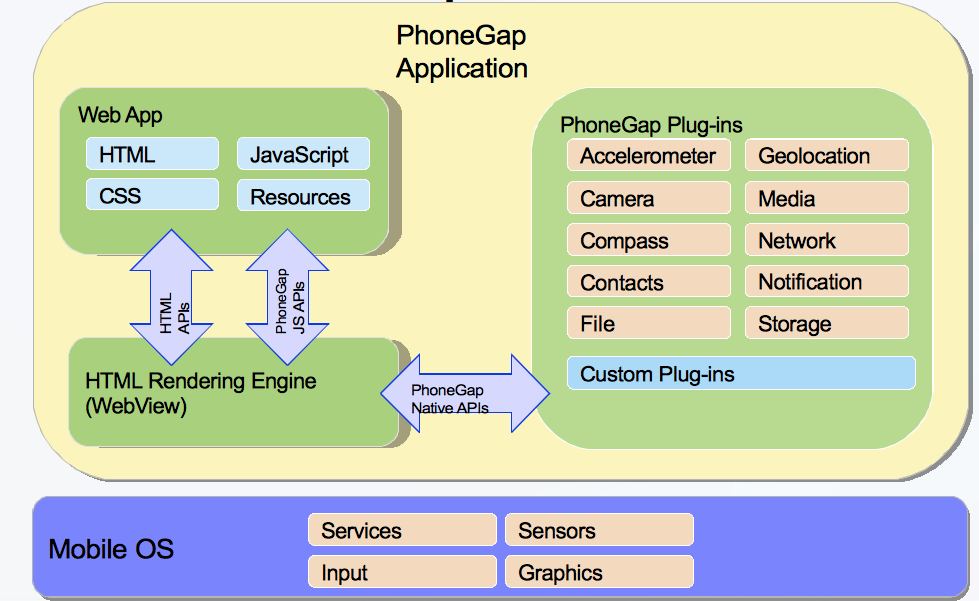 PhoneGap
Application
Web App
HTML
JavaScript
CSS
Resources
HTML
APIs
PhoneGap
JS APIs
HTML Rendering Engine
(WebView)
PhoneGap
Native APIs
PhoneGap Plug-ins
Accelerometer
Geolocation
Camera
Media
Compass
Network
Contacts
Notification
File
Storage
Custom Plug-ins
Mobile OS
Services
Sensors
Input
Graphics